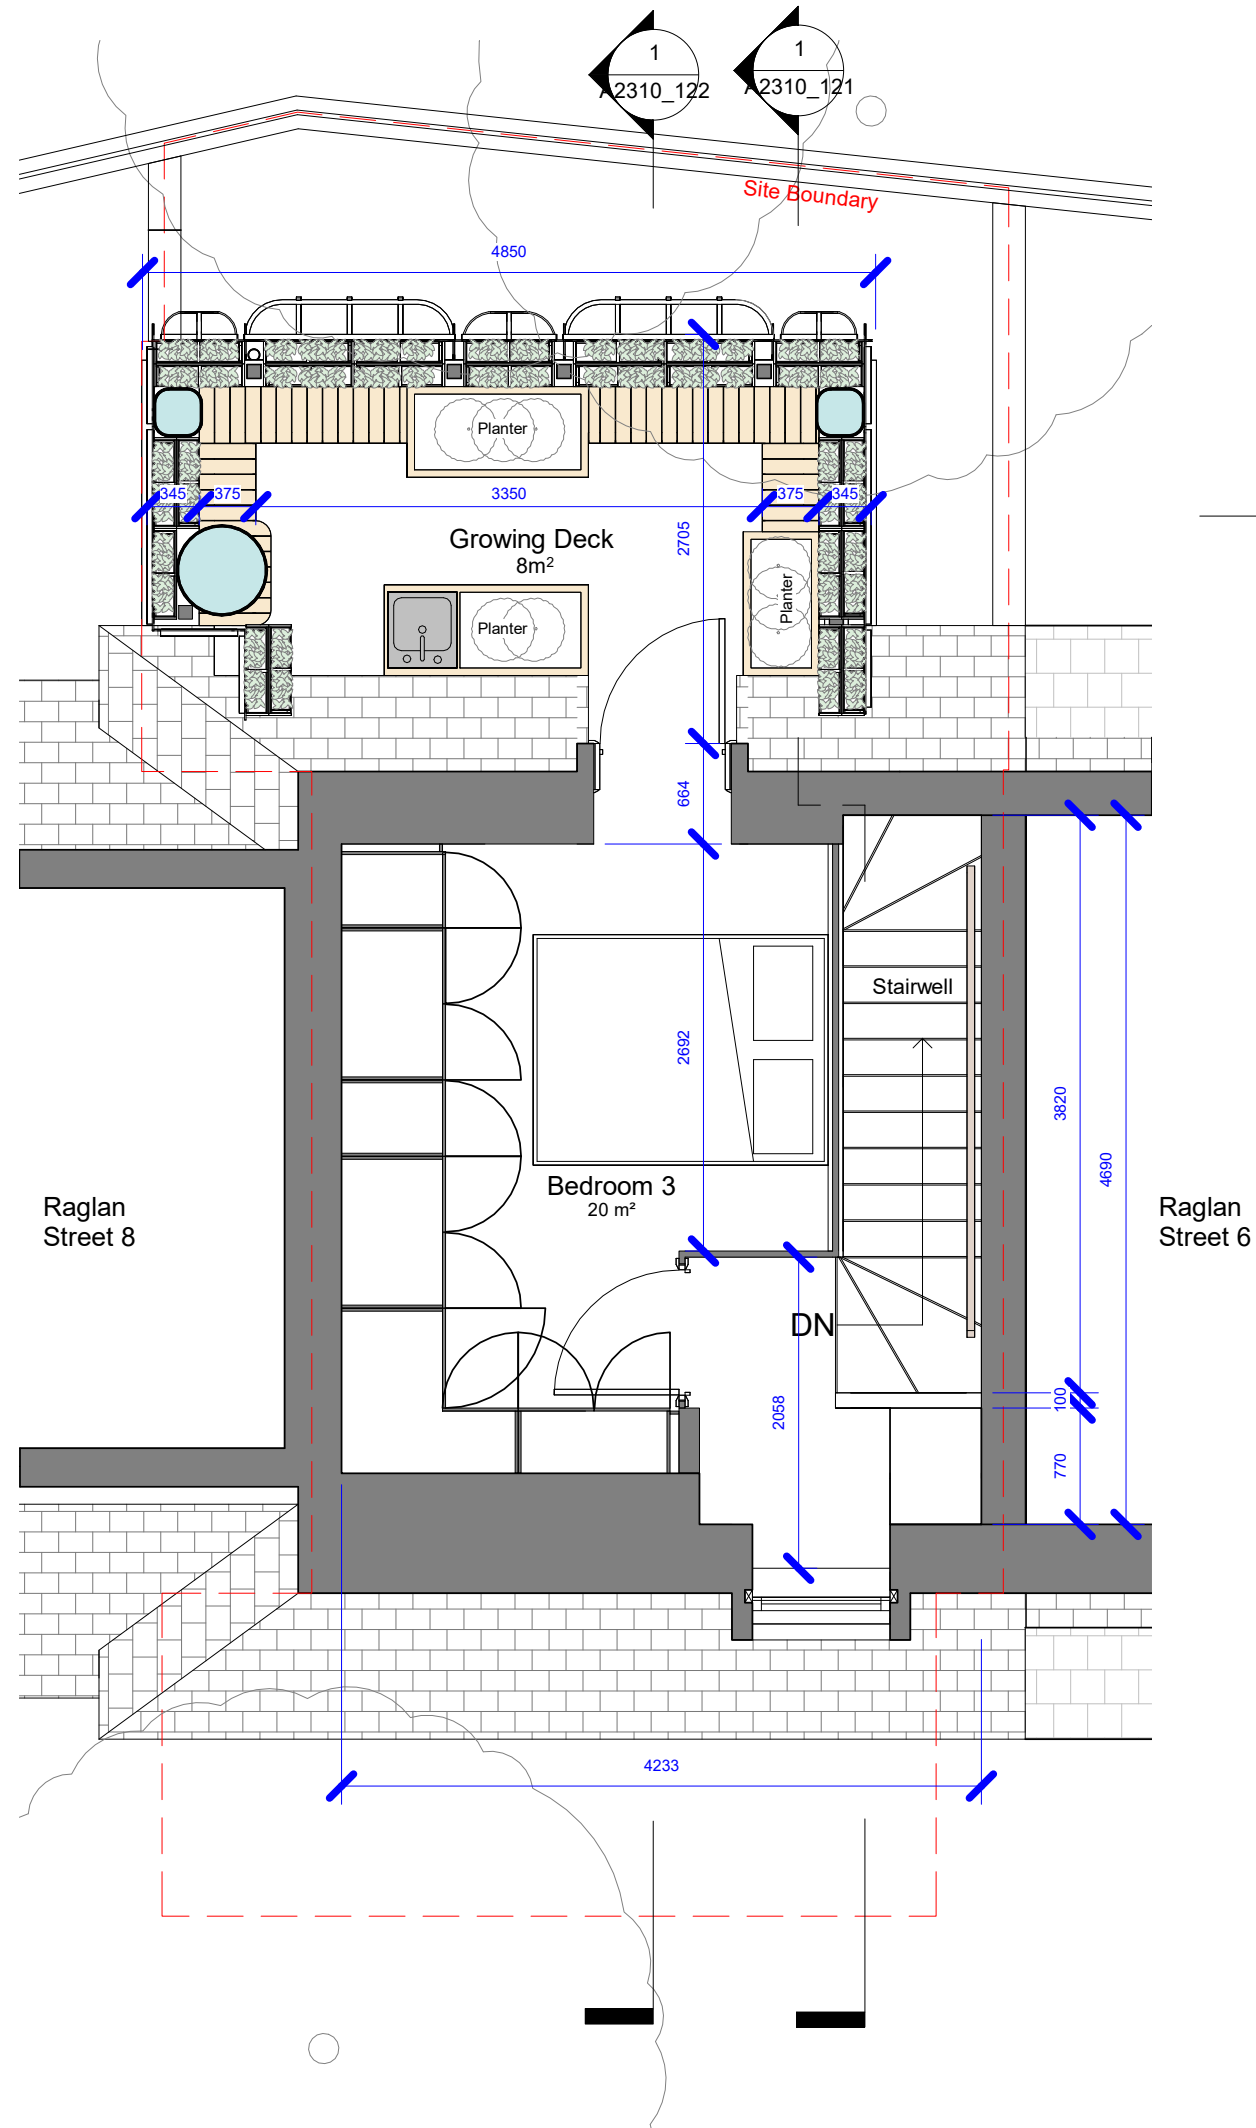 1
A2310_122
1
A2310_121
Site Boundary
4850
Planter
345
375
3350
375
345
Growing Deck
8m²
2705
Planter
Planter
664
Stairwell
2692
3820
4690
Bedroom 3
20 m²
Raglan
Street 8
Raglan
Street 6
DN
2058
100
770
4233